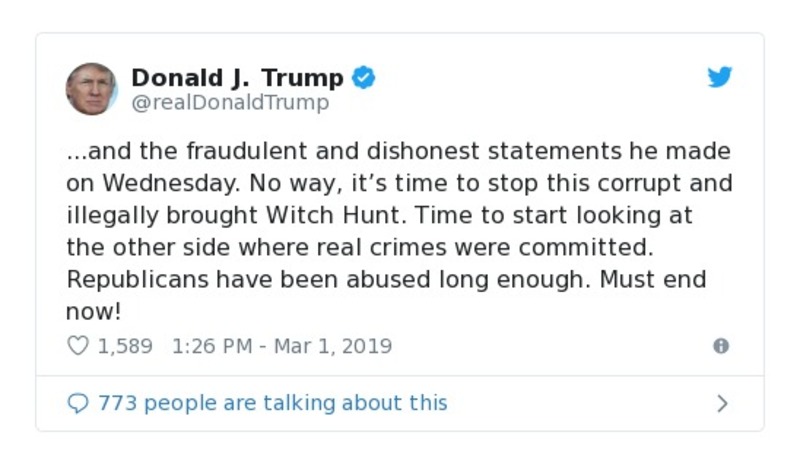 Donald J. Trump
@realDonaldTrump
...and the fraudulent and dishonest statements he made
on Wednesday. No way, it’s time to stop this corrupt and
illegally brought Witch Hunt. Time to start looking at
the other side where real crimes were committed.
Republicans have been abused long enough. Must end
now!
1,589 1:26 PM - Mar 1, 2019
773 people are talking about this